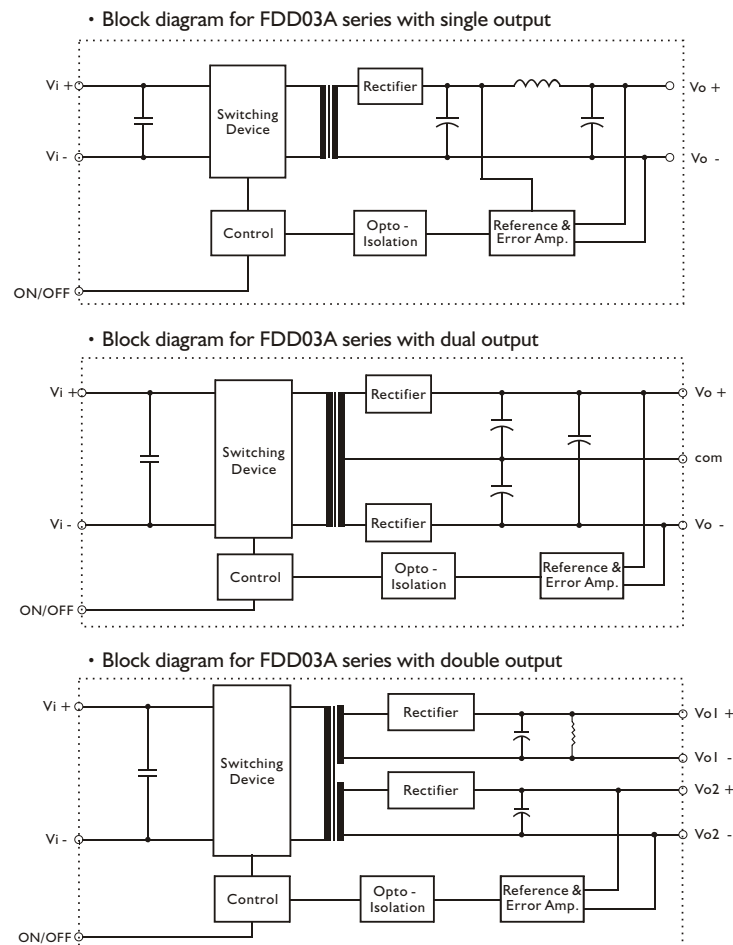 • Block diagram for FDD03A series with single output
Vi +
Switching
Device
Rectifier
Vo +
Vi -
Vo -
Control
Opto -
Isolation
Reference &
Error Amp.
ON/OFF
• Block diagram for FDD03A series with dual output
Vi +
Rectifier
Vo +
Switching
Device
com
Vi -
Rectifier
Vo -
Control
Opto -
Isolation
Reference &
Error Amp.
ON/OFF
• Block diagram for FDD03A series with double output
Vi +
Rectifier
Vo1 +
Switching
Device
Vo1 -
Rectifier
Vo2 +
Vi -
Vo2 -
Control
Opto -
Isolation
Reference &
Error Amp.
ON/OFF